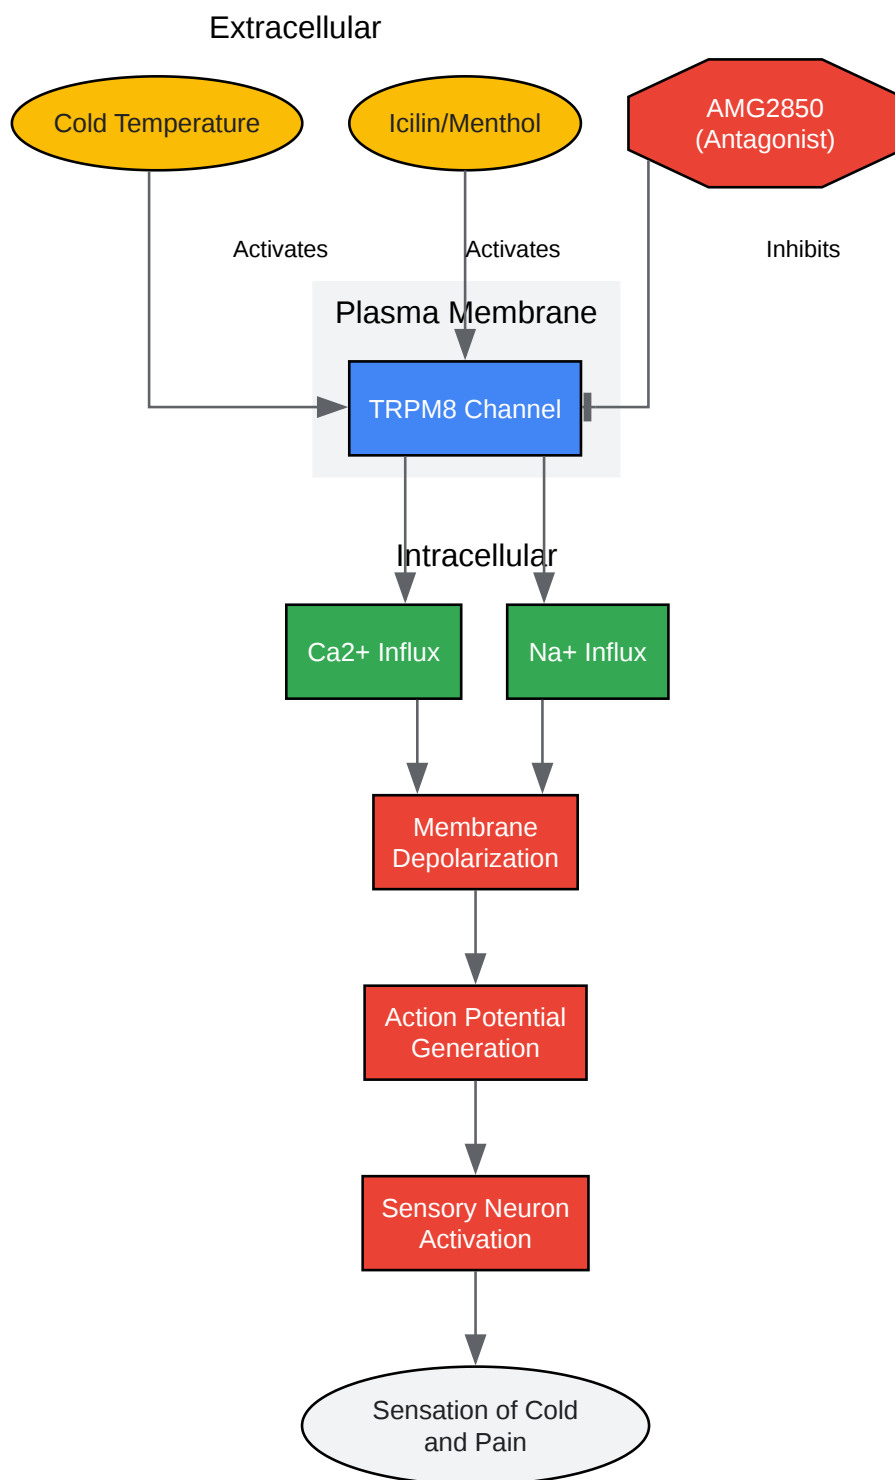 Extracellular
Cold Temperature
Icilin/Menthol
AMG2850
(Antagonist)
Activates
Activates
Inhibits
Plasma Membrane
TRPM8 Channel
Intracellular
Ca2+ Influx
Na+ Influx
Membrane
Depolarization
Action Potential
Generation
Sensory Neuron
Activation
Sensation of Cold
and Pain